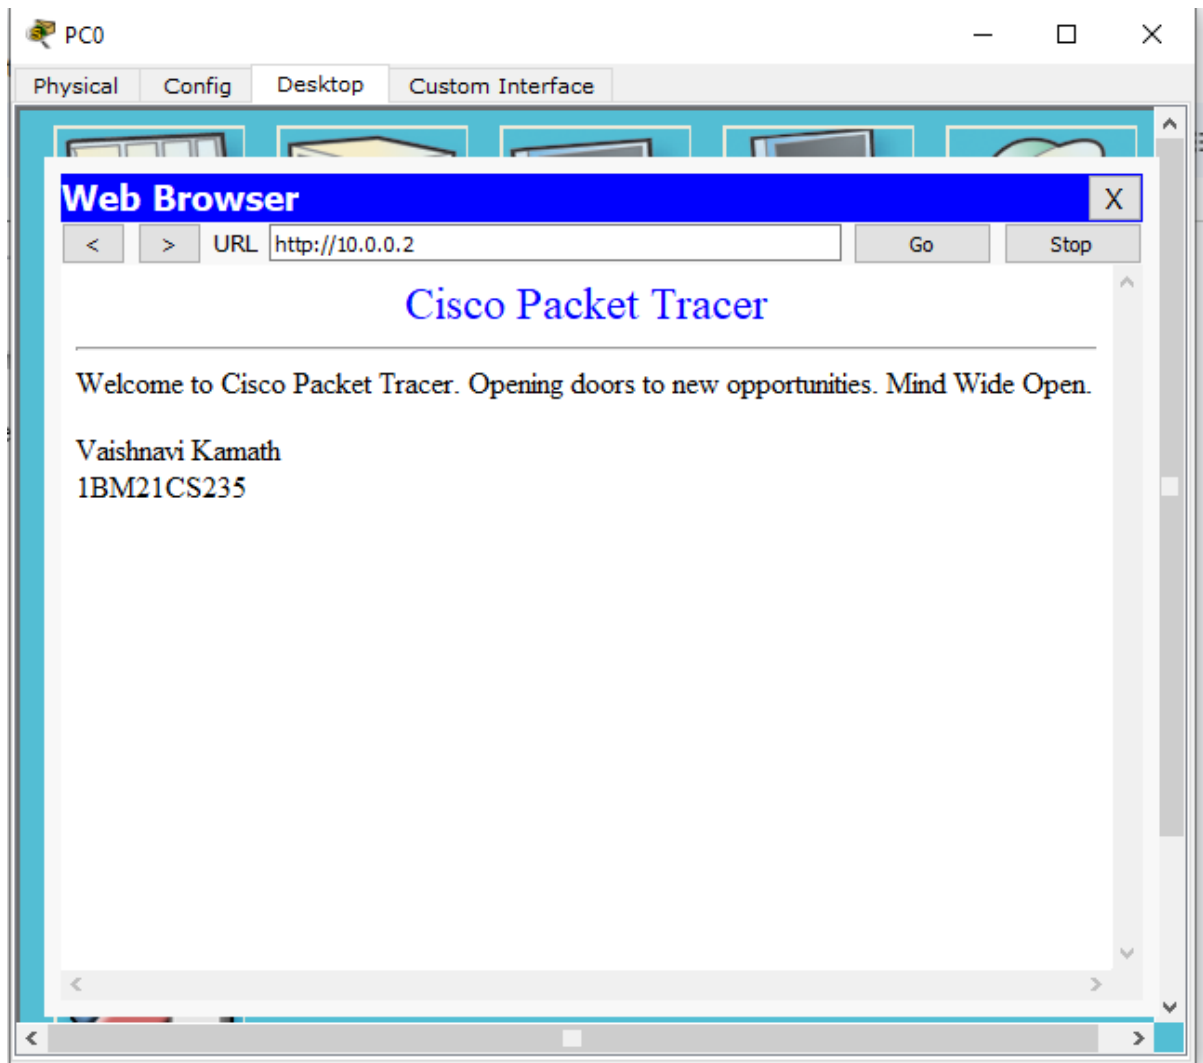 PC0
Physical Config Desktop Custom Interface
Web Browser X
< > URL http://10.0.0.2 Go Stop
Cisco Packet Tracer
Welcome to Cisco Packet Tracer. Opening doors to new opportunities. Mind Wide Open.
Vaishnavi Kamath
1BM21CS235